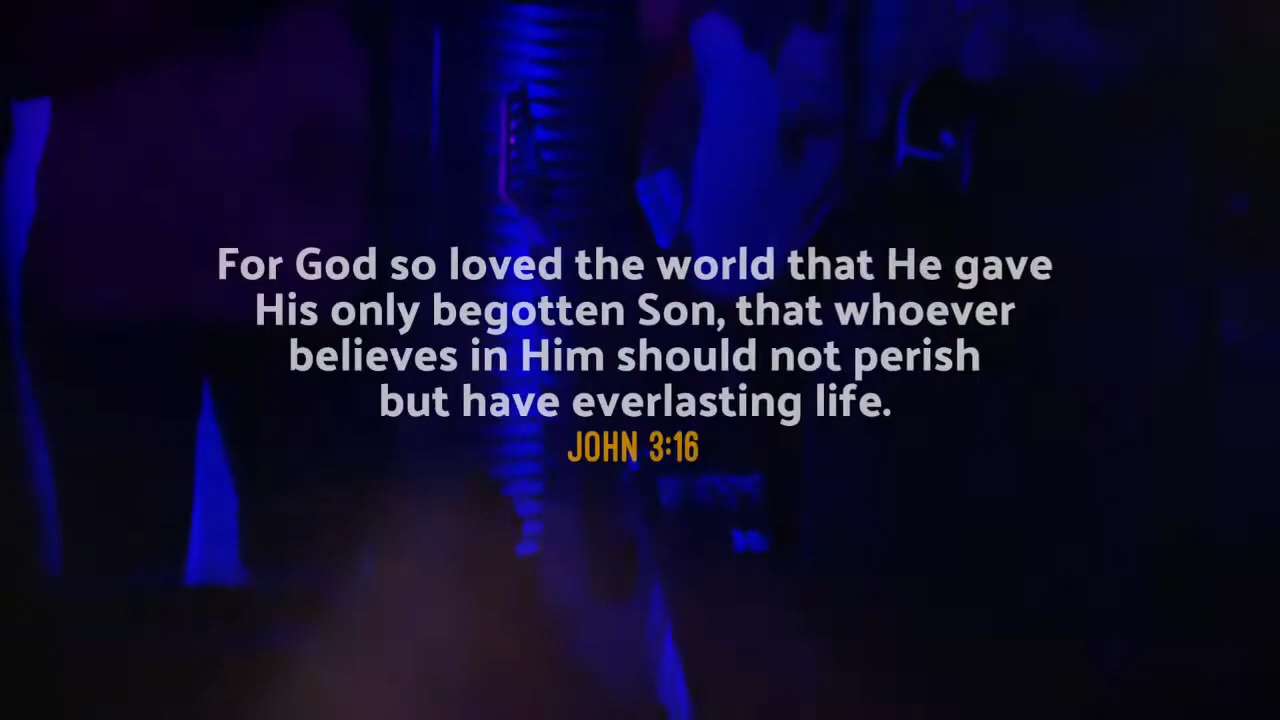 For God so loved the world that He gave
His only begotten Son, that whoever
believes in Him should not perish
but have everlasting life.
JOHN 3:16